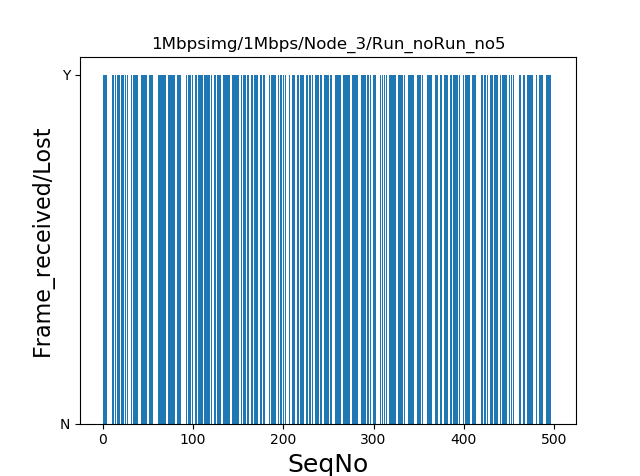 1Mbpsimg/1Mbps/Node_3/Run_noRun_no5
Y
Frame_received/Lost
N
0 100 200 300 400 500
SeqNo